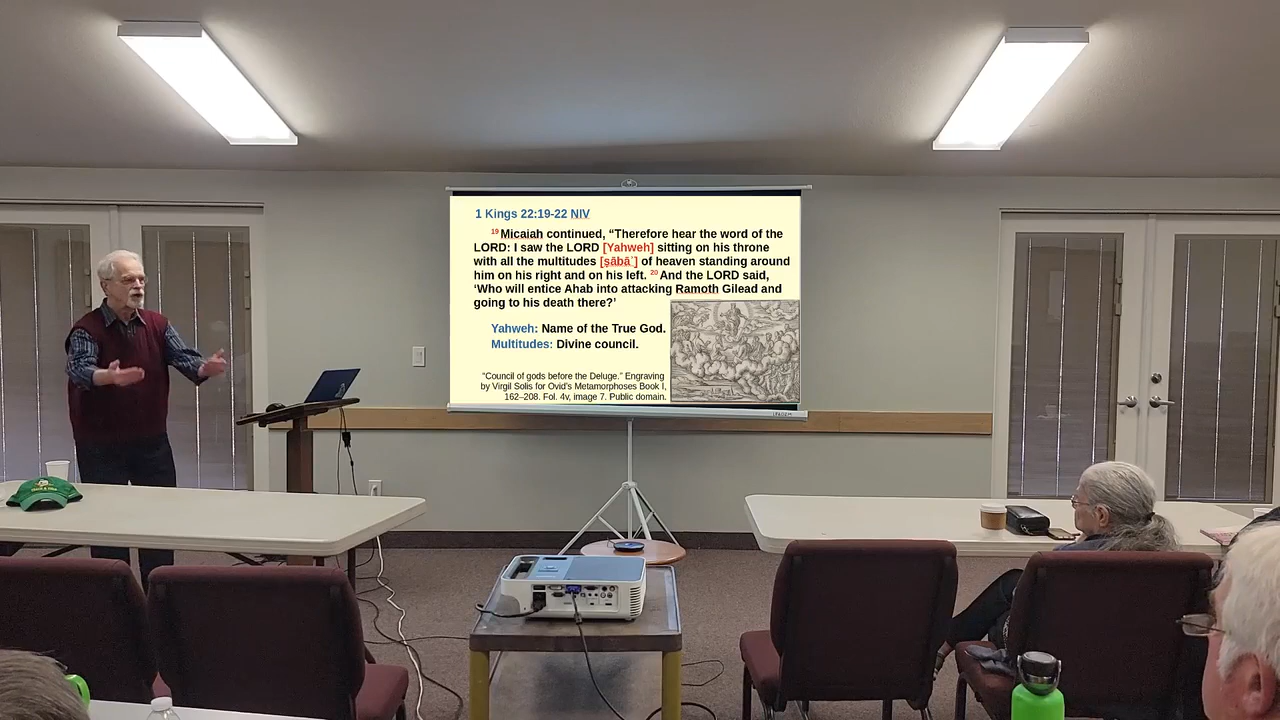 1 Kings 22:19-22 NIV
19 Micaiah continued, “Therefore hear the word of the
LORD: I saw the LORD [Yahweh] sitting on his throne
with all the multitudes [ṣābāʾ] of heaven standing around
him on his right and on his left. 20 And the LORD said,
‘Who will entice Ahab into attacking Ramoth Gilead and
going to his death there?’
Yahweh: Name of the True God.
Multitudes: Divine council.
“Council of gods before the Deluge.” Engraving
by Virgil Solis for Ovid’s Metamorphoses Book I,
162–208. Fol. 4v, image 7. Public domain.